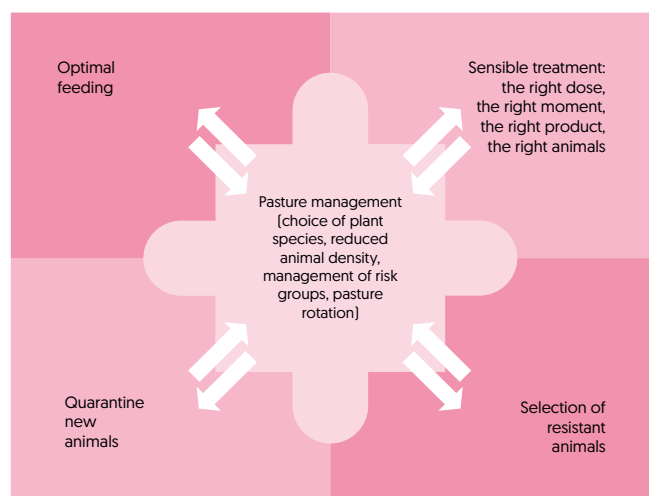 Optimal
feeding
Sensible treatment:
the right dose,
the right moment,
the right product,
the right animals
Pasture management
(choice of plant
species, reduced
animal density,
management of risk
groups, pasture
rotation)
Quarantine
new
animals
Selection of
resistant
animals